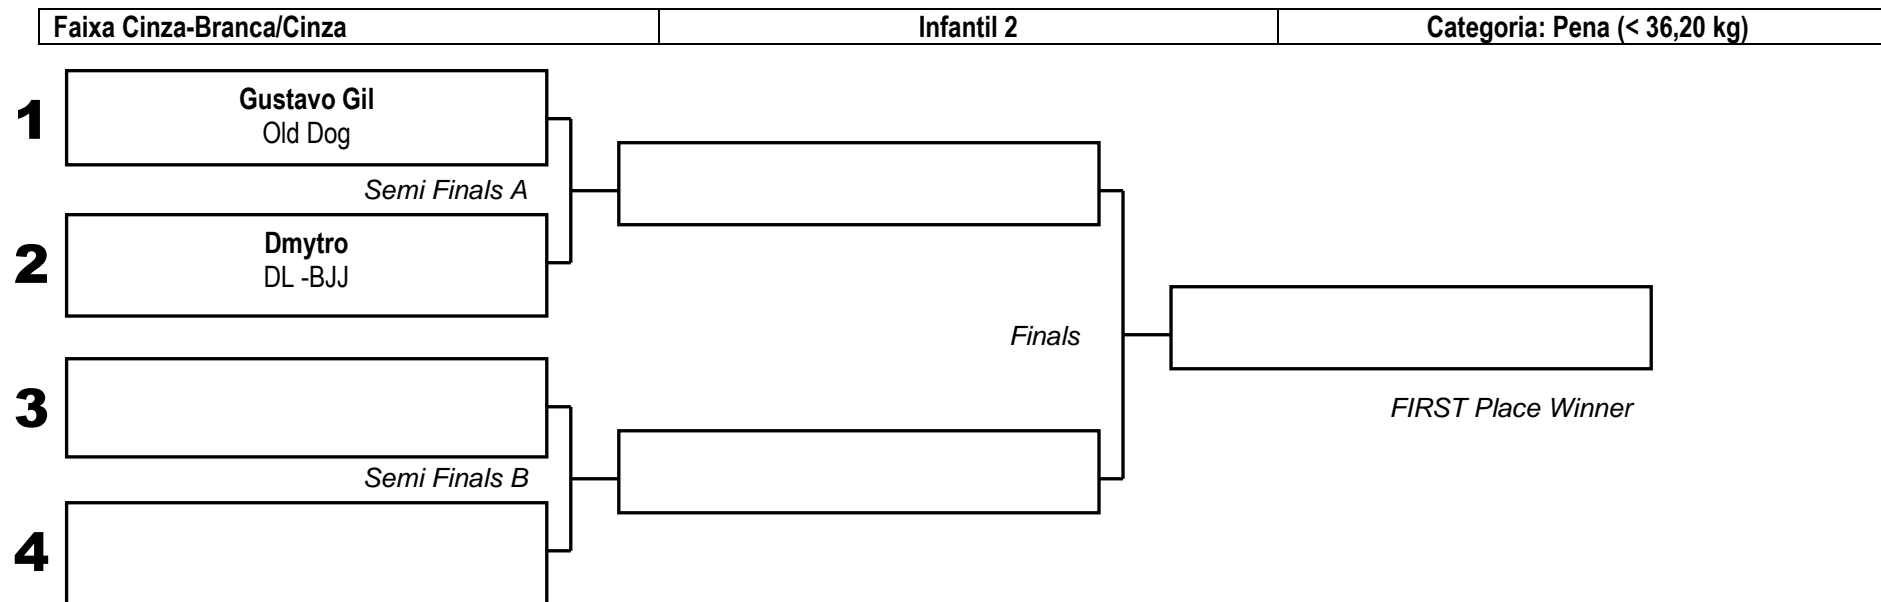 Faixa Cinza-Branca/Cinza Infantil 2 Categoria: Pena (< 36,20 kg)
1
Gustavo Gil
Old Dog
Semi Finals A
2
Dmytro
DL -BJJ
Finals
3
FIRST Place Winner
Semi Finals B
4